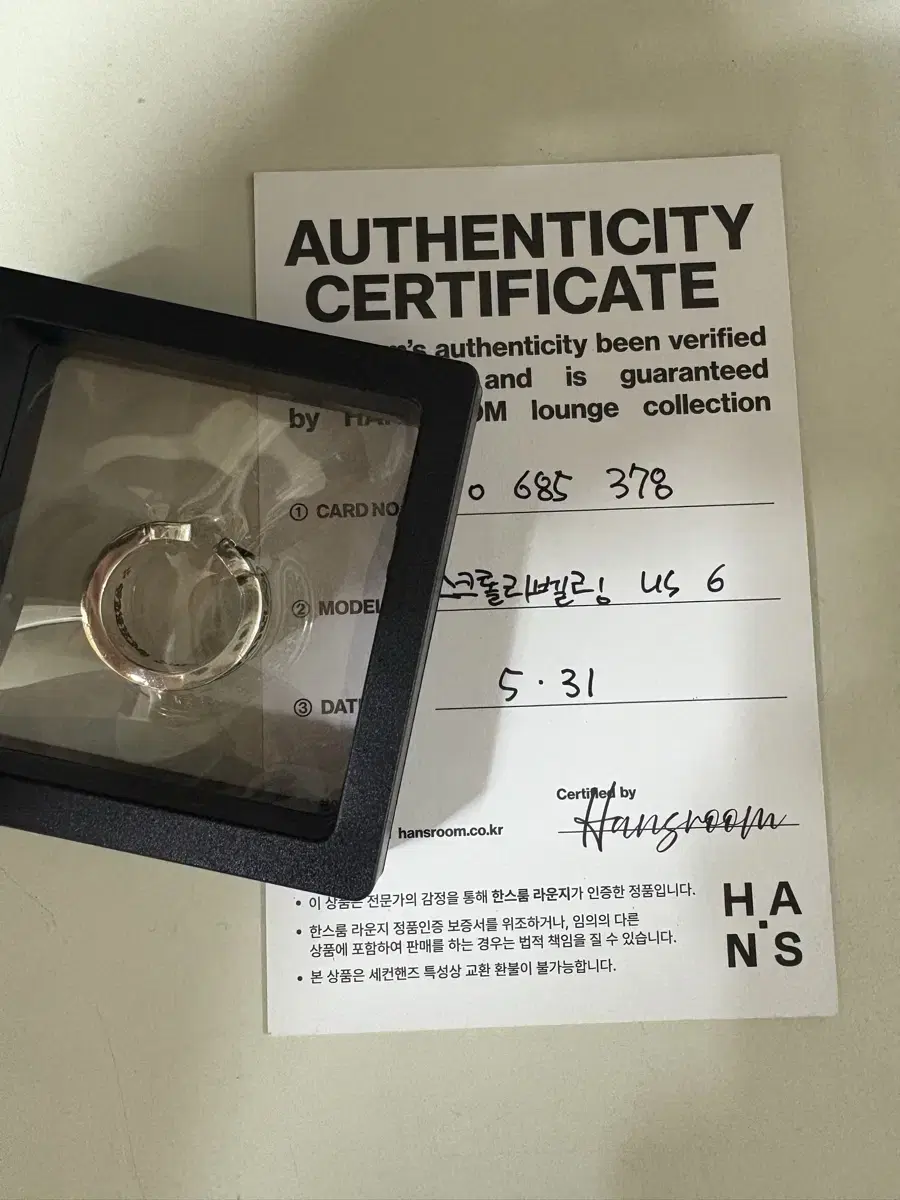 AUTHENTICITY
CERTIFICATE
authenticity been verified
and is guaranteed
by lounge collection
① CARD NO 0 685 378
② MODEL 스크롤라벨링 US 6
③ DAT 5.31
Certified by
Hansroom
hansroom.co.kr
• 이 상품은 전문가의 감정을 통해 한스룸 라운지가 인증한 정품입니다.
• 한스룸 라운지 정품인증 보증서를 위조하거나, 임의의 다른
상품에 포함하여 판매를 하는 경우는 법적 책임을 질 수 있습니다.
• 본 상품은 세컨핸즈 특성상 교환 환불이 불가능합니다.
H.A
N'S